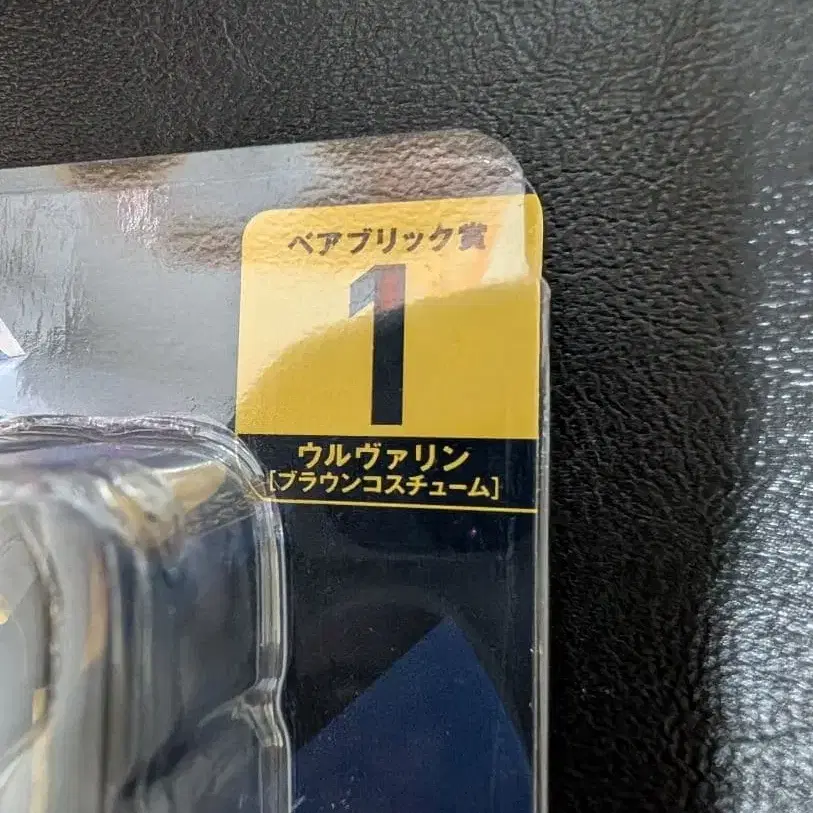 ベアブリック賞
1
ウルヴァリン
[ブラウンコスチューム]